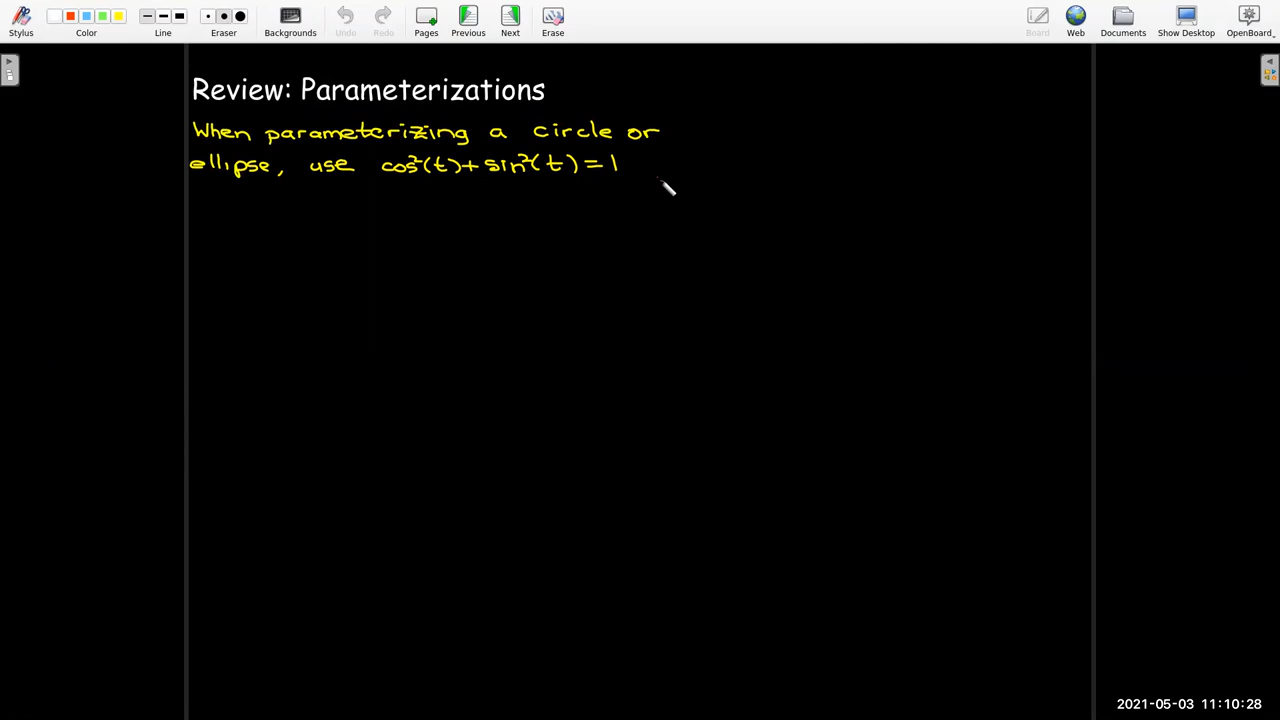 Stylus
Color
Line
Eraser
Backgrounds
Undo
Redo
Pages
Previous
Next
Erase
Board
Web
Documents
Show Desktop
OpenBoard
Review: Parameterizations
When parameterizing a circle or
ellipse, use cos²(t)+sin²(t)=1
2021-05-03 11:10:28